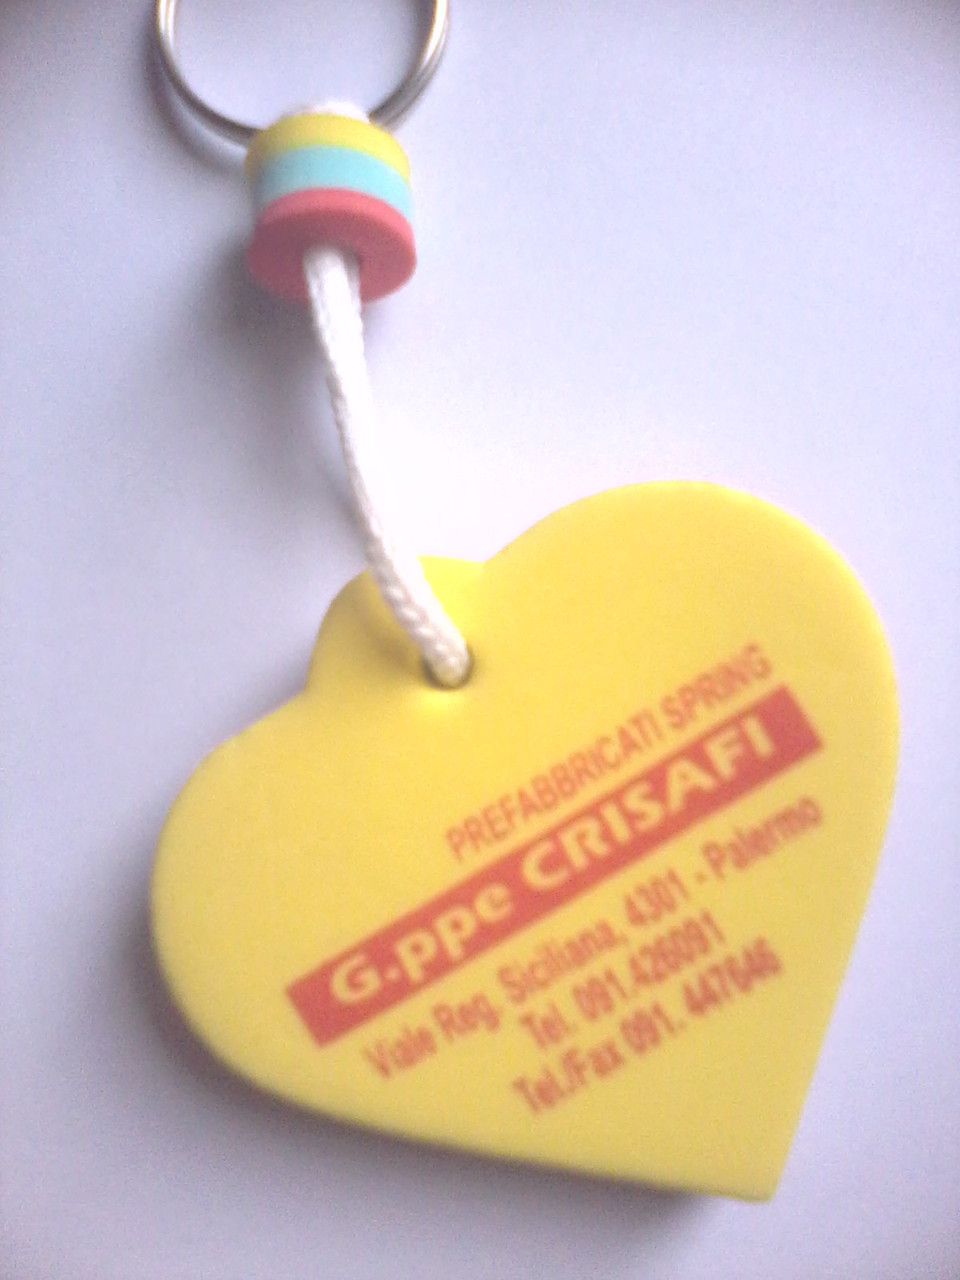 PREFABBRICATI SPRING
G.ppe CRISAFI
Viale Reg. Siciliana, 4301 - Palermo
Tel. 091.426091
Tel./Fax 091. 447646